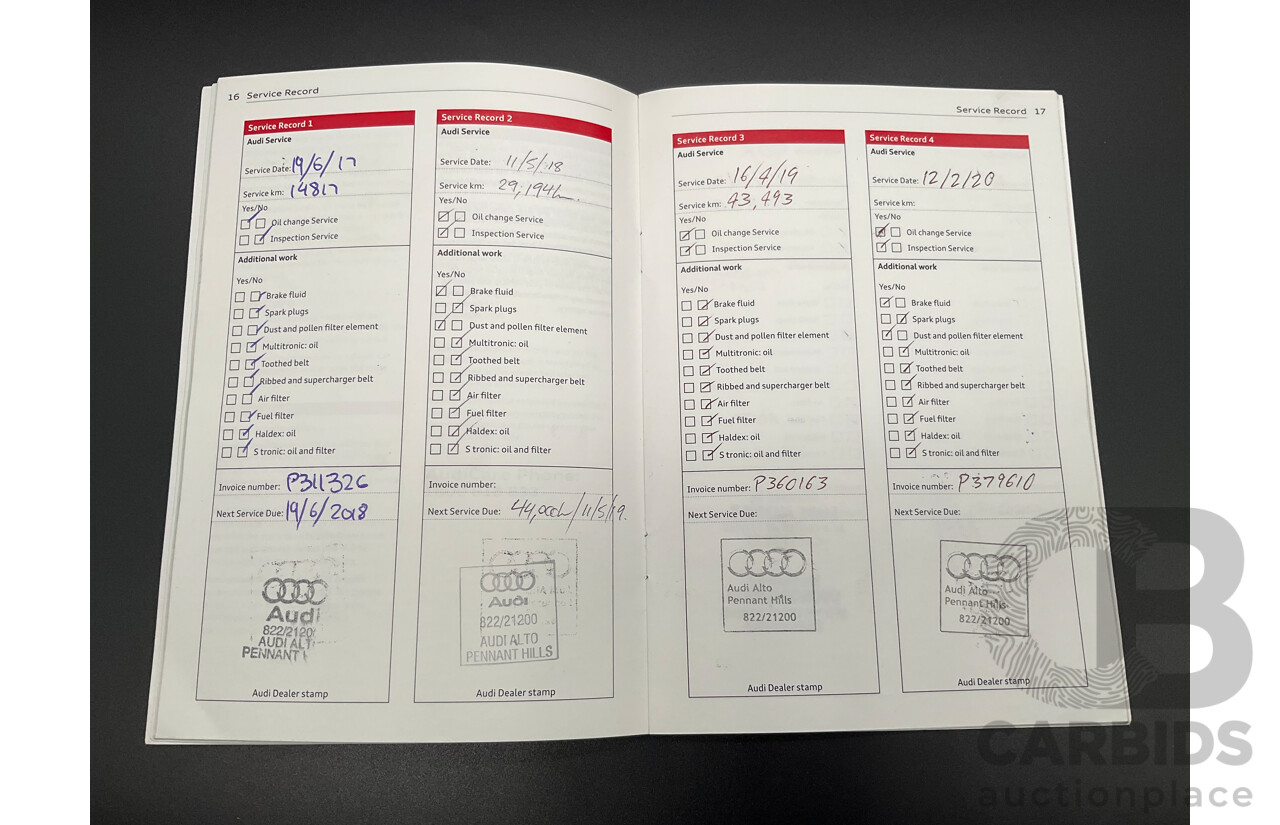 16 Service Record
Service Record 1
Audi Service
Service Date: 19/6/17
Service km: 14817
Yes/No
Oil change Service
Inspection Service
Additional work
Yes/No
Brake fluid
Spark plugs
Dust and pollen filter element
Multitronic: oil
Toothed belt
Ribbed and supercharger belt
Air filter
Fuel filter
Haldex: oil
S tronic: oil and filter
Invoice number: P311326
Next Service Due: 19/6/2018
Audi
822/2120
AUDI ALT
PENNANT
Audi Dealer stamp
Service Record 2
Audi Service
Service Date: 11/5/18
Service km: 29,194
Yes/No
Oil change Service
Inspection Service
Additional work
Yes/No
Brake fluid
Spark plugs
Dust and pollen filter element
Multitronic: oil
Toothed belt
Ribbed and supercharger belt
Air filter
Fuel filter
Haldex: oil
S tronic: oil and filter
Invoice number:
Next Service Due: 11/5/19.
Audi
822/21200
AUDI ALTO
PENNANT HILLS
Audi Dealer stamp
Service Record 17
Service Record 3
Audi Service
Service Date: 16/4/19
Service km: 43,493
Yes/No
Oil change Service
Inspection Service
Additional work
Yes/No
Brake fluid
Spark plugs
Dust and pollen filter element
Multitronic: oil
Toothed belt
Ribbed and supercharger belt
Air filter
Fuel filter
Haldex: oil
S tronic: oil and filter
Invoice number: P360163
Next Service Due:
Audi Alto
Pennant Hills
822/21200
Audi Dealer stamp
Service Record 4
Audi Service
Service Date: 12/2/20
Service km:
Yes/No
Oil change Service
Inspection Service
Additional work
Yes/No
Brake fluid
Spark plugs
Dust and pollen filter element
Multitronic: oil
Toothed belt
Ribbed and supercharger belt
Air filter
Fuel filter
Haldex: oil
S tronic: oil and filter
Invoice number: P379610
Next Service Due:
Audi Alto
Pennant Hills
822/21200
Audi Dealer stamp
CB
CARBIDS
auctionplace